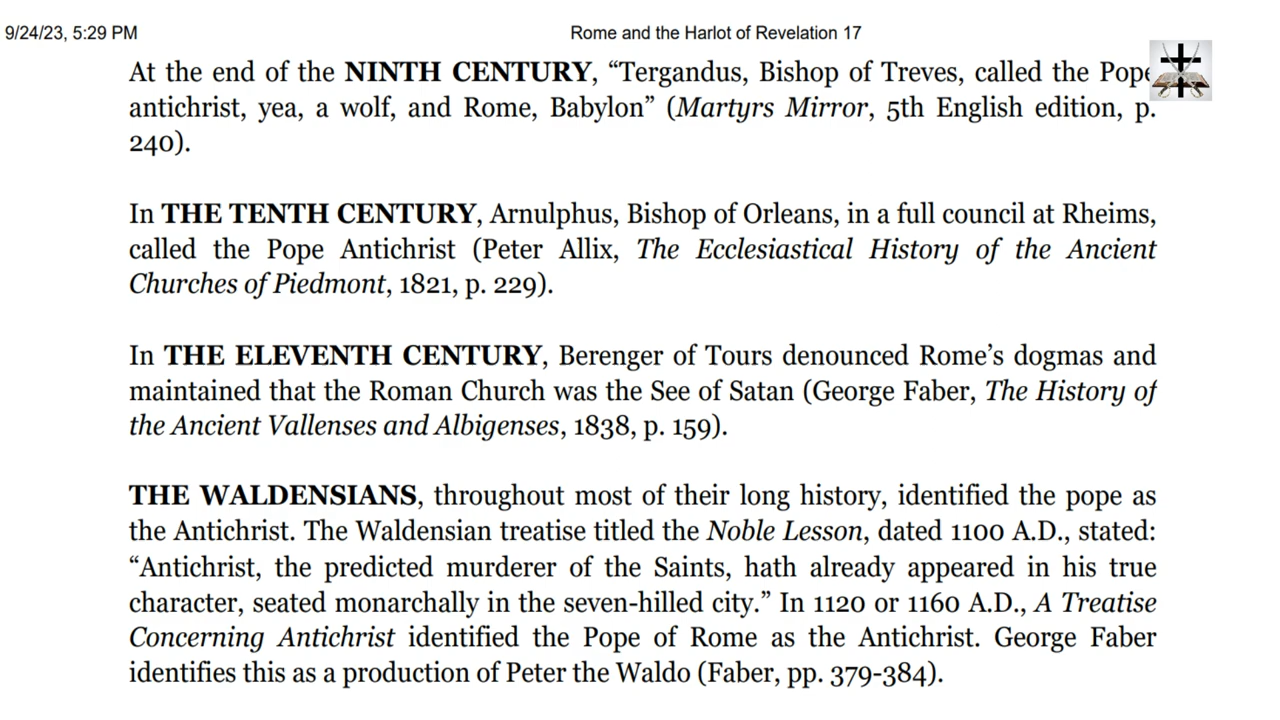 9/24/23, 5:29 PM
Rome and the Harlot of Revelation 17
At the end of the NINTH CENTURY, “Tergandus, Bishop of Treves, called the Pope
antichrist, yea, a wolf, and Rome, Babylon” (Martyrs Mirror, 5th English edition, p.
240).
In THE TENTH CENTURY, Arnulphus, Bishop of Orleans, in a full council at Rheims,
called the Pope Antichrist (Peter Allix, The Ecclesiastical History of the Ancient
Churches of Piedmont, 1821, p. 229).
In THE ELEVENTH CENTURY, Berenger of Tours denounced Rome’s dogmas and
maintained that the Roman Church was the See of Satan (George Faber, The History of
the Ancient Vallenses and Albigenses, 1838, p. 159).
THE WALDENSIANS, throughout most of their long history, identified the pope as
the Antichrist. The Waldensian treatise titled the Noble Lesson, dated 1100 A.D., stated:
“Antichrist, the predicted murderer of the Saints, hath already appeared in his true
character, seated monarchally in the seven-hilled city.” In 1120 or 1160 A.D., A Treatise
Concerning Antichrist identified the Pope of Rome as the Antichrist. George Faber
identifies this as a production of Peter the Waldo (Faber, pp. 379-384).